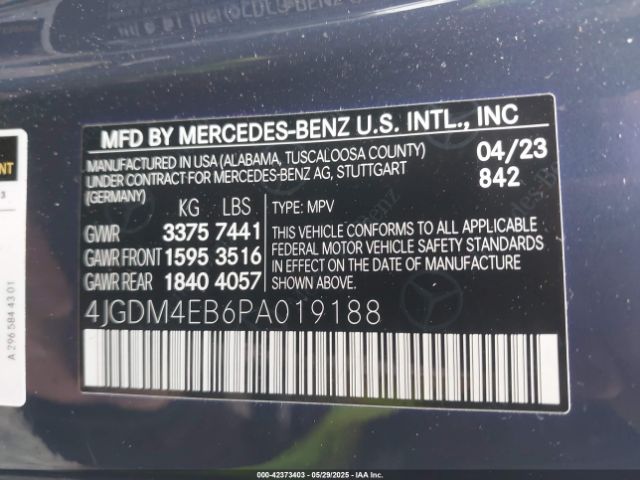 MFD BY MERCEDES-BENZ U.S. INTL., INC
MANUFACTURED IN USA (ALABAMA, TUSCALOOSA COUNTY)
UNDER CONTRACT-FOR MERCEDES-BENZ AG, STUTTGART
(GERMANY)
04/23
842
KG LBS
GVWR 3375 7441
GAWR FRONT 1595 3516
GAWR REAR 1840 4057
TYPE: MPV
THIS VEHICLE CONFORMS TO ALL APPLICABLE
FEDERAL MOTOR VEHICLE SAFETY STANDARDS
IN EFFECT ON THE DATE OF MANUFACTURE
SHOWN ABOVE.
4JGDM4EB6PA019188
A 296 584 43 01
000-42373403 - 05/29/2025 - IAAI.COM